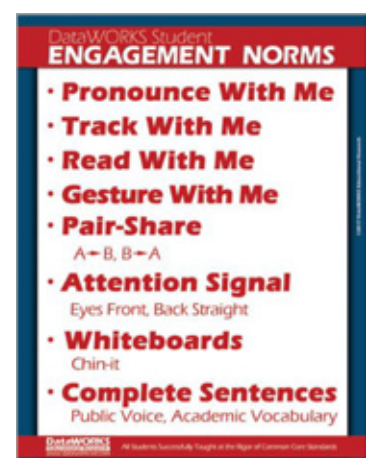 DataWORKS Student
ENGAGEMENT NORMS
• Pronounce With Me
• Track With Me
• Read With Me
• Gesture With Me
• Pair-Share
A→B, B→A
• Attention Signal
Eyes Front, Back Straight
• Whiteboards
Chin-it
• Complete Sentences
Public Voice, Academic Vocabulary
DataWORKS
All Students Successfully Taught at the Rigor of Common Core Standards